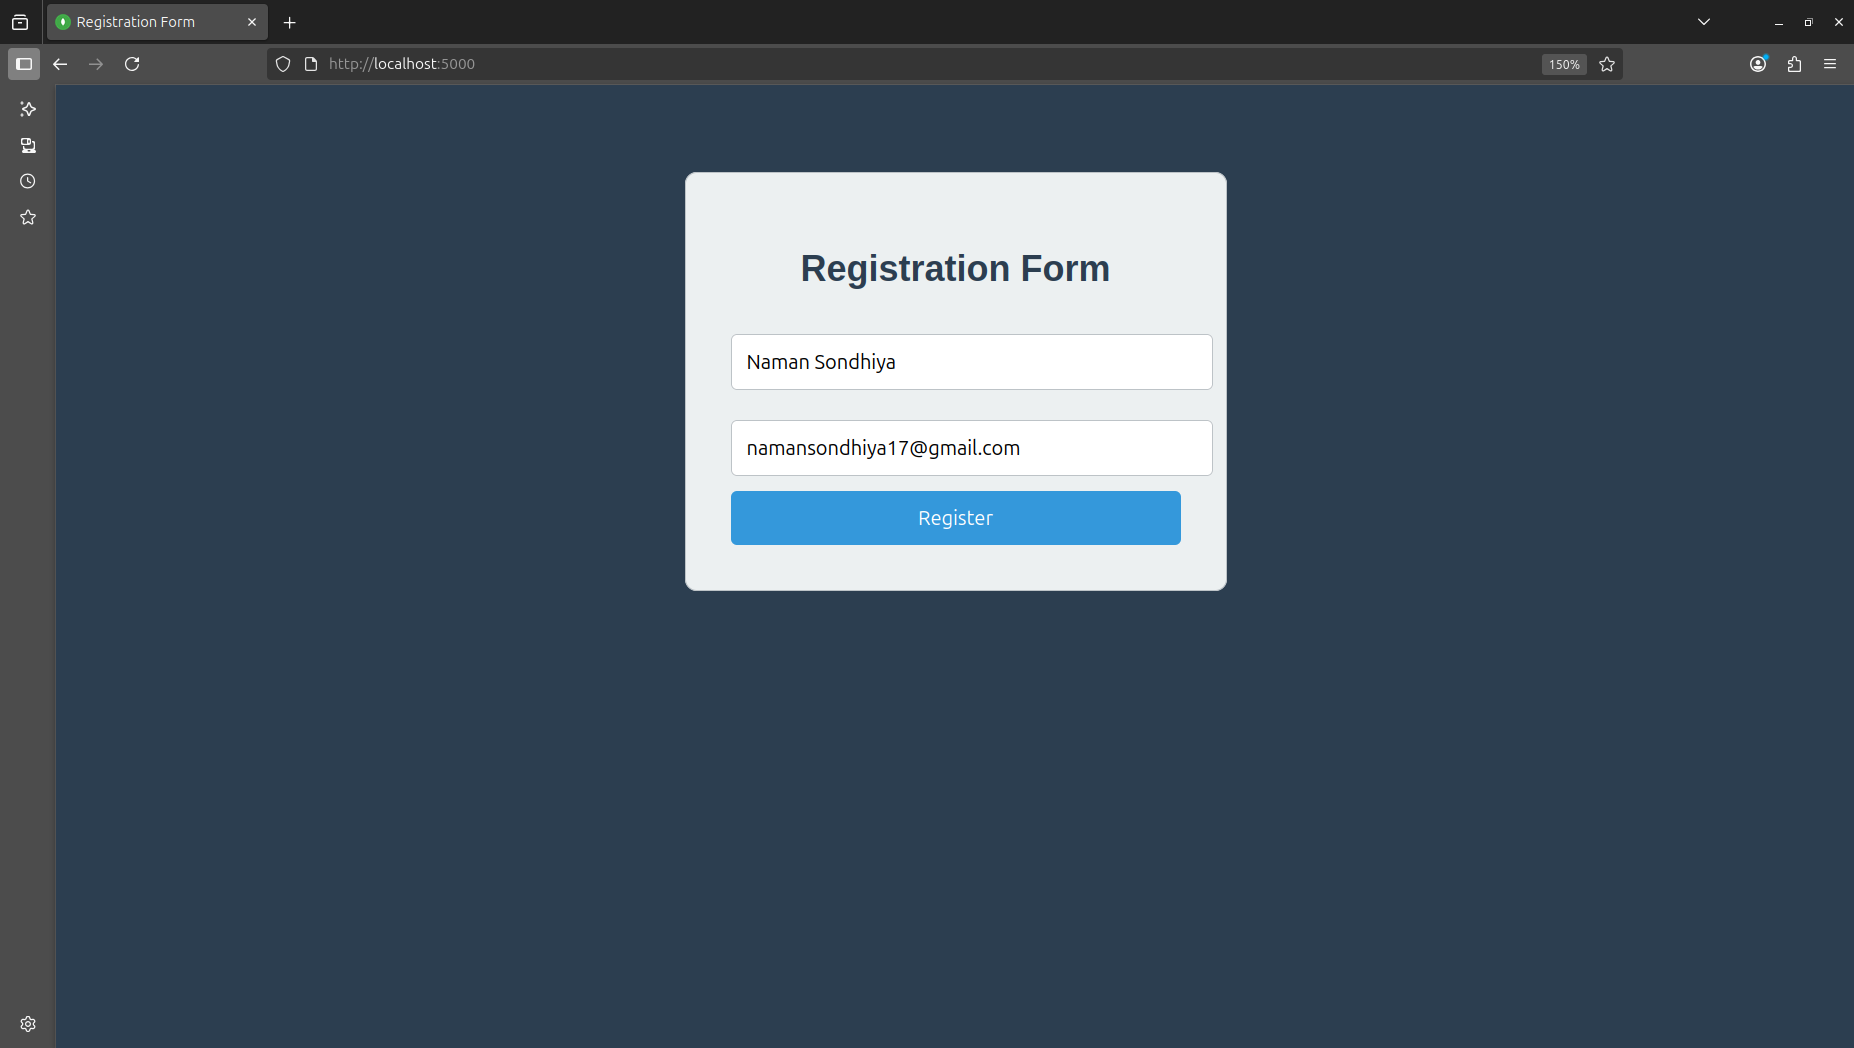 Registration Form
http://localhost:5000
150%
Registration Form
Naman Sondhiya
namansondhiya17@gmail.com
Register